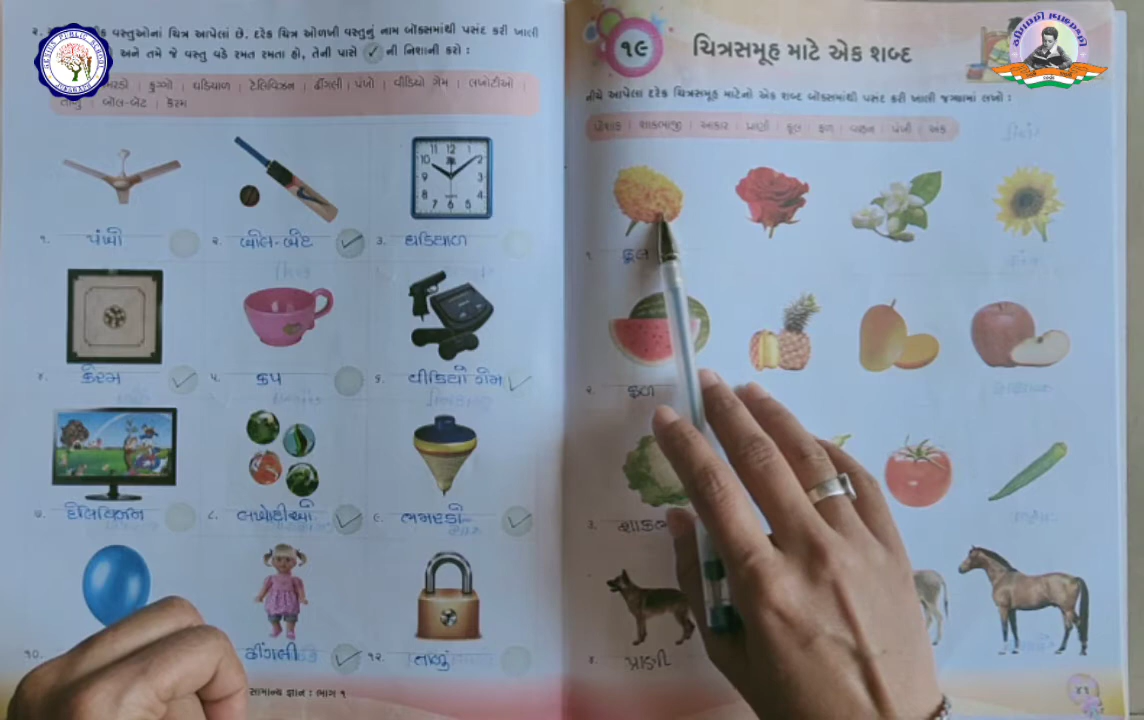 વસ્તુઓનાં ચિત્ર આપેલાં છે. દરેક ચિત્ર ઓળખી વસ્તુનું નામ બૉક્સમાંથી પસંદ કરી ખાલી
અને તમે જે વસ્તુ વડે રમત રમતા હો, તેની પાસે ✓ ની નિશાની કરો :
ફુગ્ગો | ઘડિયાળ | ટેલિવિઝન | ઢીંગલી | પંખો | વીડિયો ગેમ | લખોટીઓ |
બૉલ-બૅટ | કૅરમ
૧. પંખો
૨. બૉલ-બૅટ ✓
૩. ઘડિયાળ
૪. કૅરમ ✓
૫. કપ
૬. વીડિયો ગેમ ✓
૭. ટેલિવિઝન
૮. લખોટીઓ ✓
૯. ભમરડો ✓
૧૦.
ઢીંગલી ✓
૧૨. તાળું
સામાન્ય જ્ઞાન : ભાગ ૧
૧૯
ચિત્રસમૂહ માટે એક શબ્દ
નીચે આપેલા દરેક ચિત્રસમૂહ માટેનો એક શબ્દ બૉક્સમાંથી પસંદ કરી ખાલી જગ્યામાં લખો :
પોશાક | શાકભાજી | આકાર | પ્રાણી | ફૂલ | ફળ | વાહન | પંખી | અંક
૧. ફૂલ
૨. ફળ
૩. શાકભ
૪. પ્રાણી
૪૧